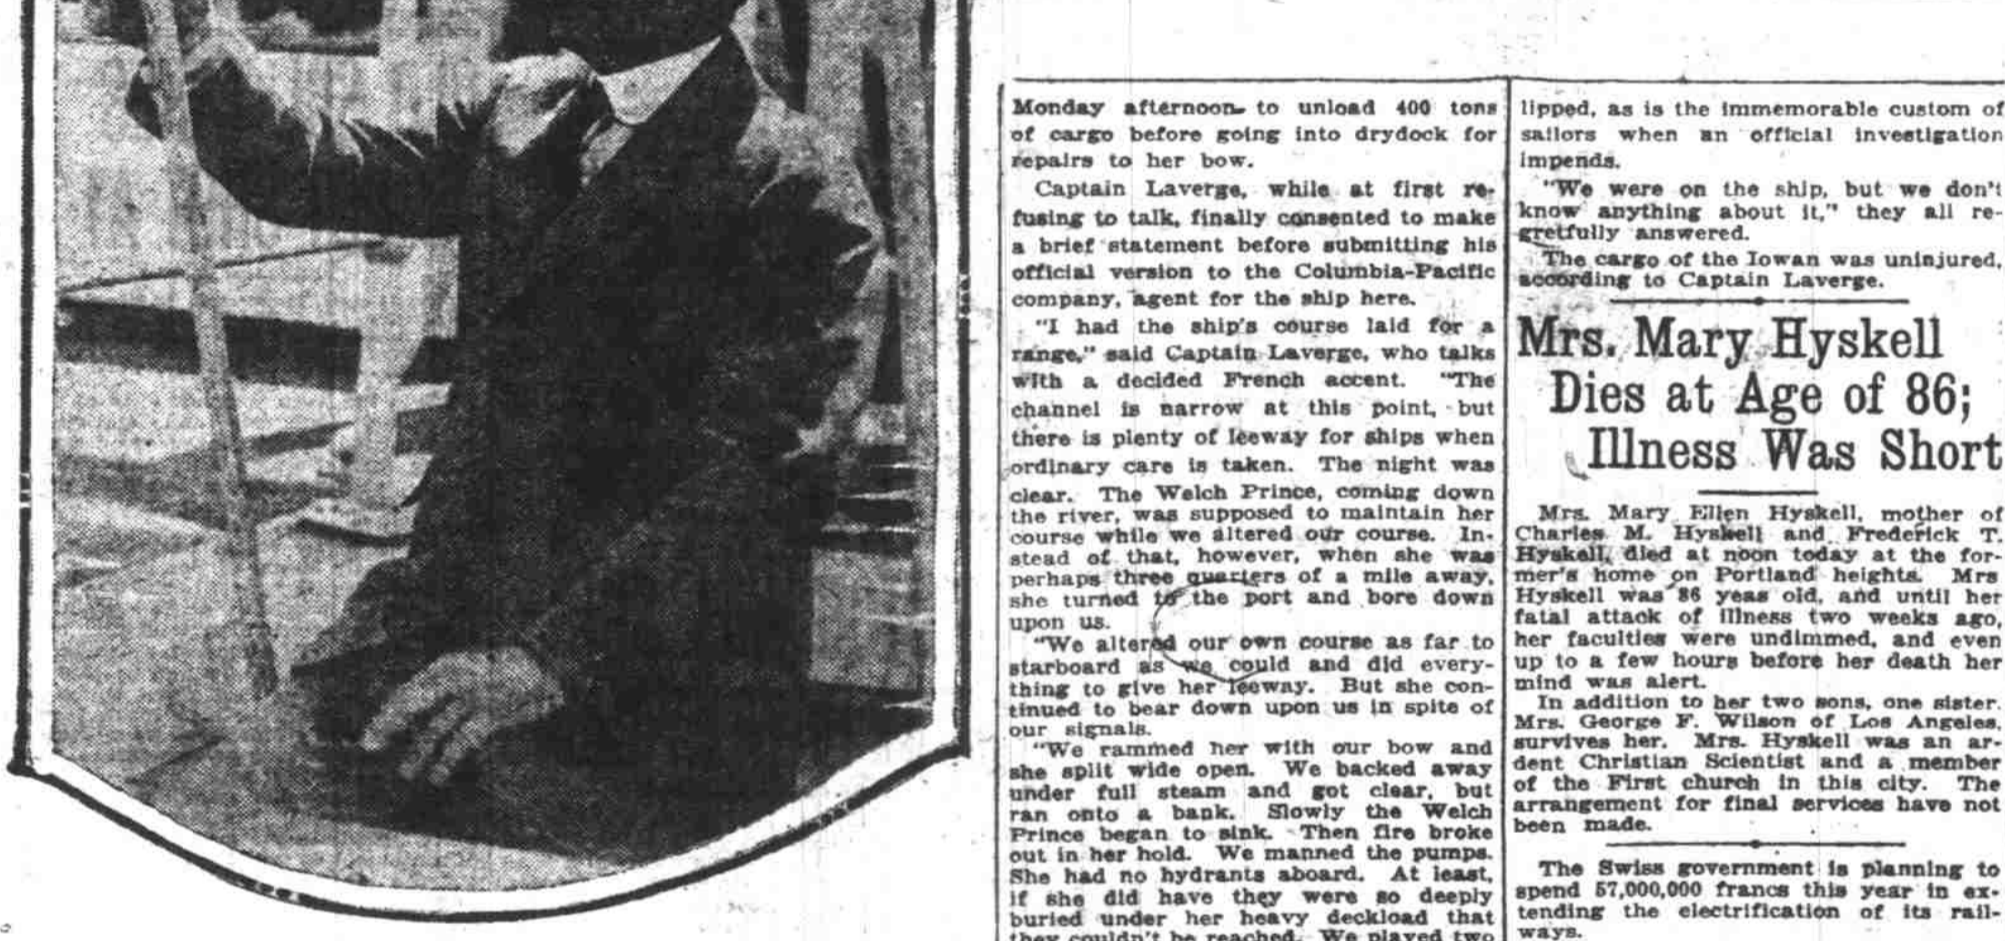 Monday afternoon to unload 400 tons
of cargo before going into drydock for
repairs to her bow.
Captain Laverge, while at first re-
fusing to talk, finally consented to make
a brief statement before submitting his
official version to the Columbia-Pacific
company, agent for the ship here.
"I had the ship's course laid for a
range," said Captain Laverge, who talks
with a decided French accent. "The
channel is narrow at this point, but
there is plenty of leeway for ships when
ordinary care is taken. The night was
clear. The Welch Prince, coming down
the river, was supposed to maintain her
course while we altered our course. In-
stead of that, however, when she was
perhaps three quarters of a mile away,
she turned to the port and bore down
upon us.
"We altered our own course as far to
starboard as we could and did every-
thing to give her leeway. But she con-
tinued to bear down upon us in spite of
our signals.
"We rammed her with our bow and
she split wide open. We backed away
under full steam and got clear, but
ran onto a bank. Slowly the Welch
Prince began to sink. Then fire broke
out in her hold. We manned the pumps.
She had no hydrants aboard. At least,
if she did have they were so deeply
buried under her heavy deckload that
they couldn't be reached. We played two
lipped, as is the immemorable custom of
sailors when an official investigation
impends.
"We were on the ship, but we don't
know anything about it," they all re-
gretfully answered.
The cargo of the Iowan was uninjured,
according to Captain Laverge.
Mrs. Mary Hyskell
Dies at Age of 86;
Illness Was Short
Mrs. Mary Ellen Hyskell, mother of
Charles M. Hyskell and Frederick T.
Hyskell, died at noon today at the for-
mer's home on Portland heights. Mrs
Hyskell was 86 yeas old, and until her
fatal attack of illness two weeks ago,
her faculties were undimmed, and even
up to a few hours before her death her
mind was alert.
In addition to her two sons, one sister,
Mrs. George F. Wilson of Los Angeles,
survives her. Mrs. Hyskell was an ar-
dent Christian Scientist and a member
of the First church in this city. The
arrangement for final services have not
been made.
The Swiss government is planning to
spend 57,000,000 francs this year in ex-
tending the electrification of its rail-
ways.